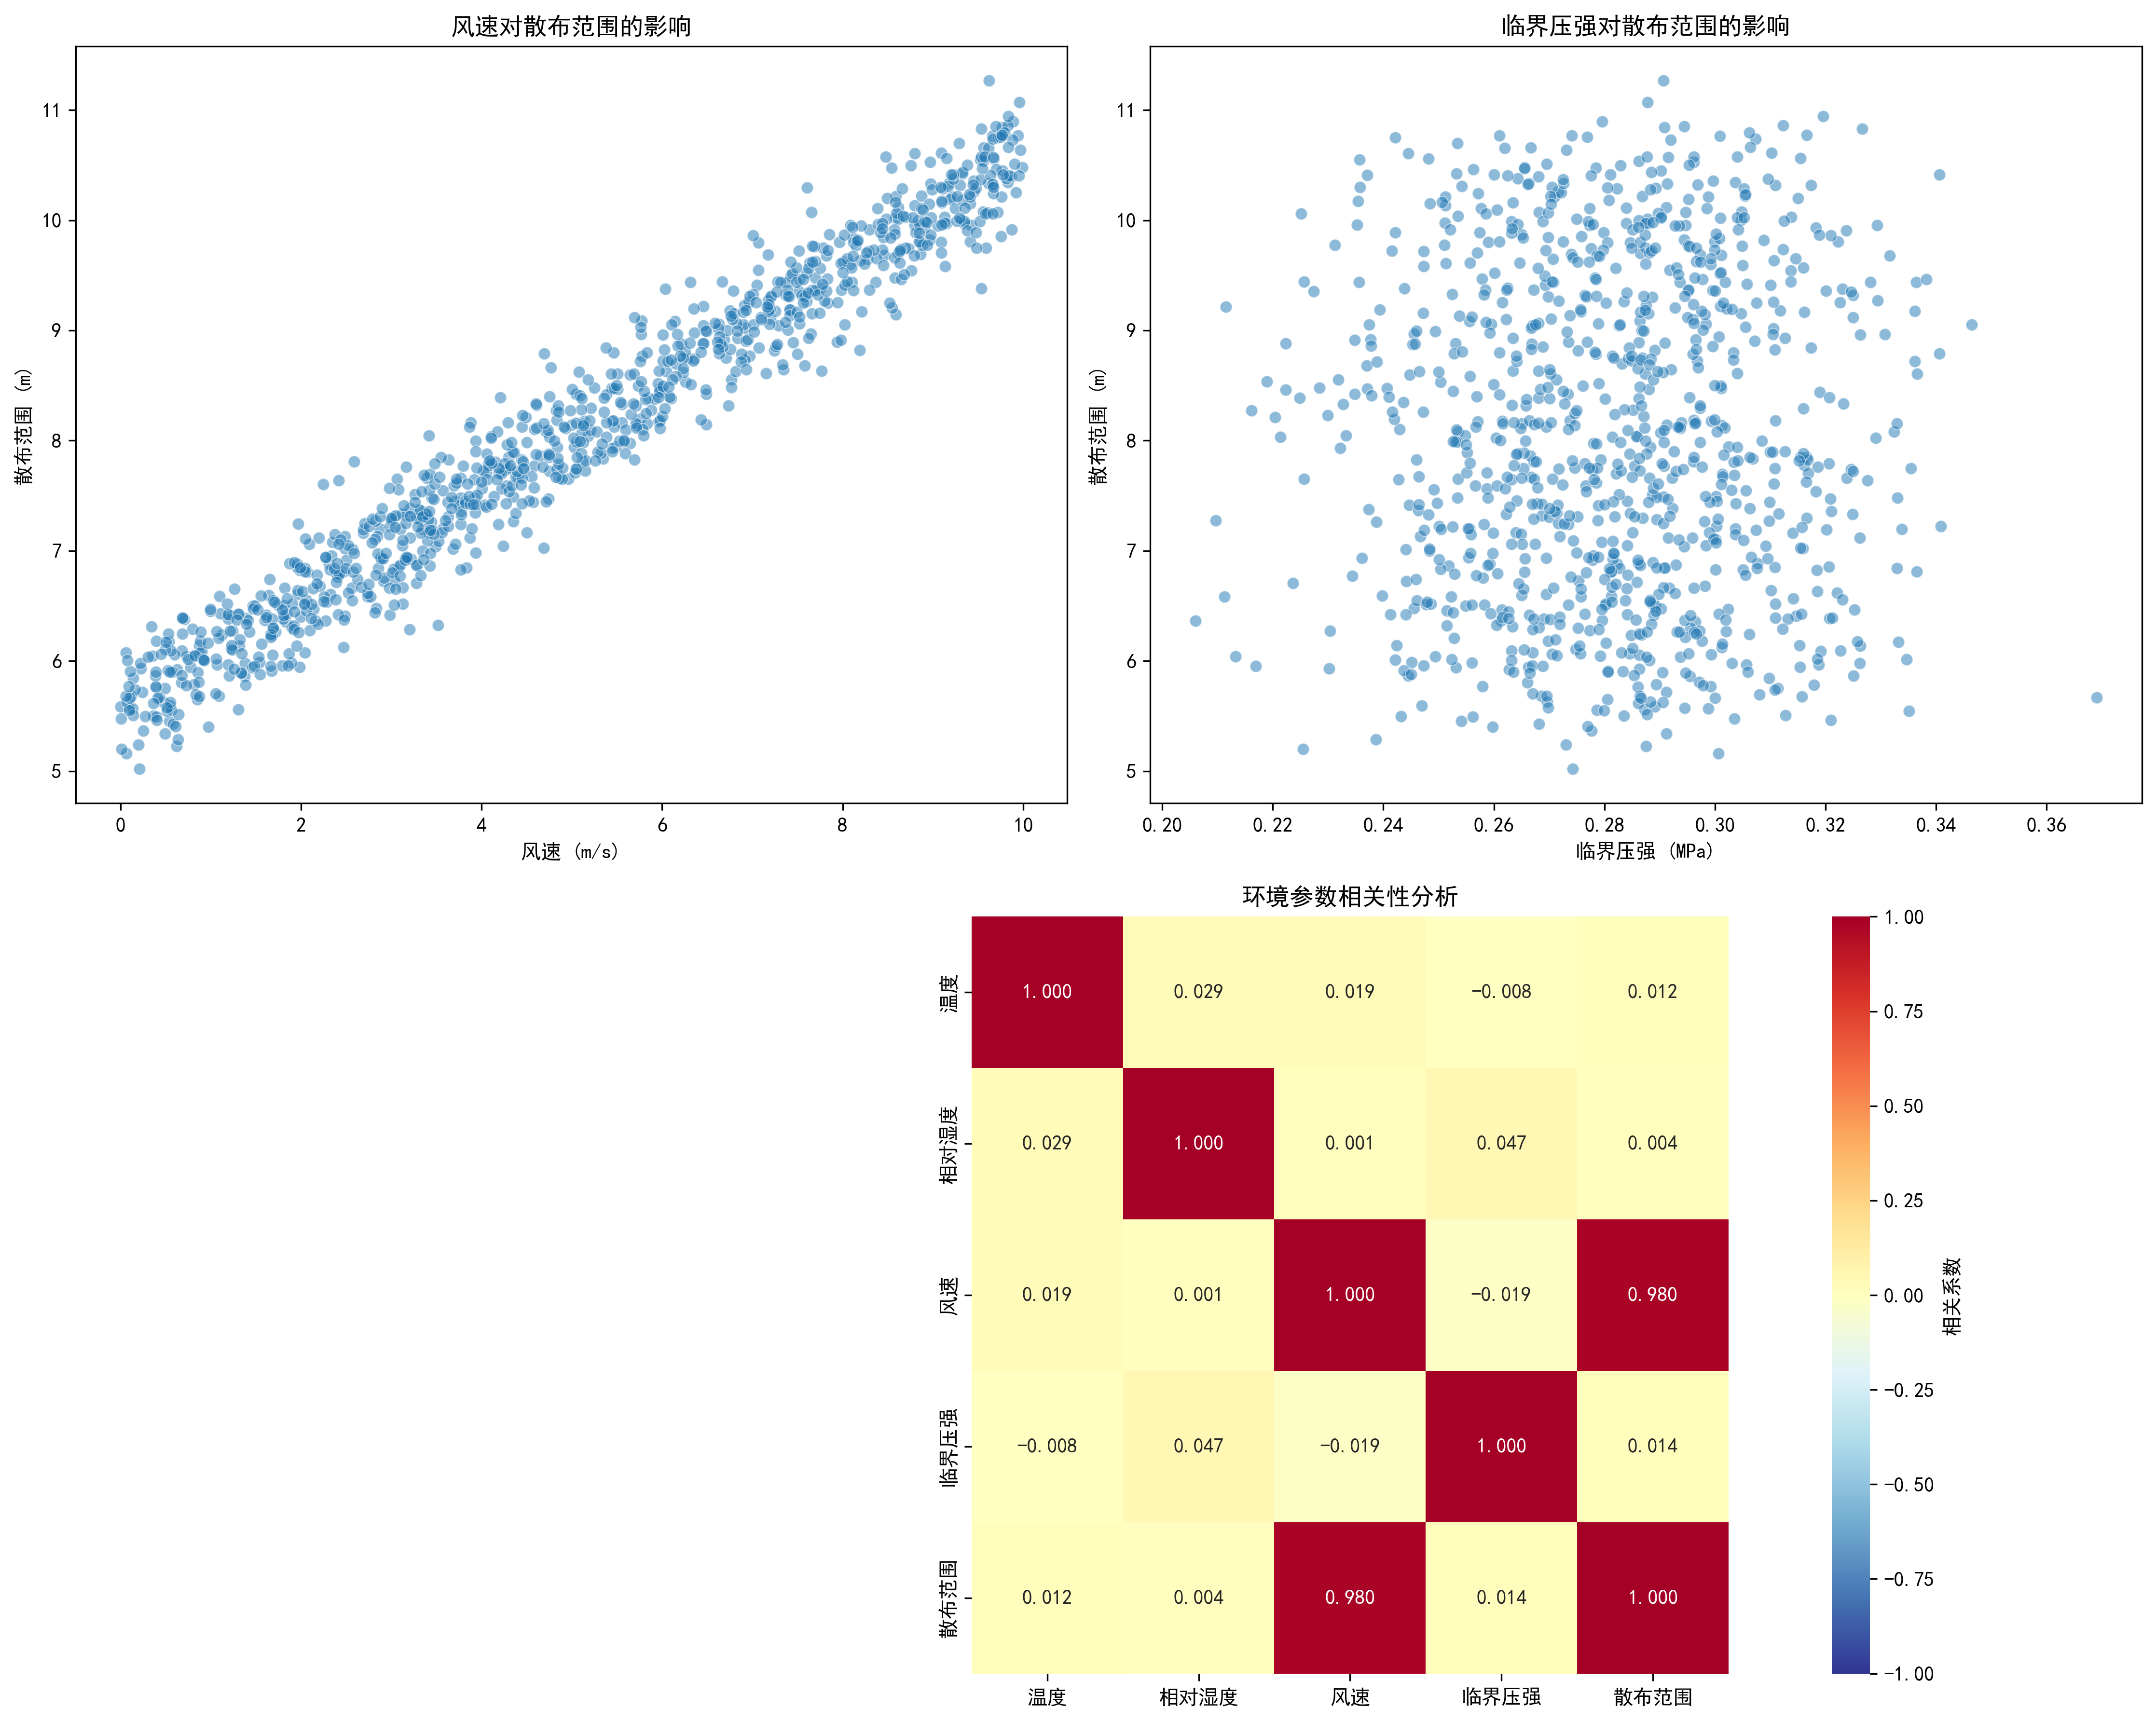 风速对散布范围的影响
散布范围 (m)
11
10
9
8
7
6
5
0 2 4 6 8 10
风速 (m/s)
临界压强对散布范围的影响
散布范围 (m)
11
10
9
8
7
6
5
0.20 0.22 0.24 0.26 0.28 0.30 0.32 0.34 0.36
临界压强 (MPa)
环境参数相关性分析
温度 1.000 0.029 0.019 -0.008 0.012
相对湿度 0.029 1.000 0.001 0.047 0.004
风速 0.019 0.001 1.000 -0.019 0.980
临界压强 -0.008 0.047 -0.019 1.000 0.014
散布范围 0.012 0.004 0.980 0.014 1.000
温度 相对湿度 风速 临界压强 散布范围
1.00
0.75
0.50
0.25
0.00
-0.25
-0.50
-0.75
-1.00
相关系数